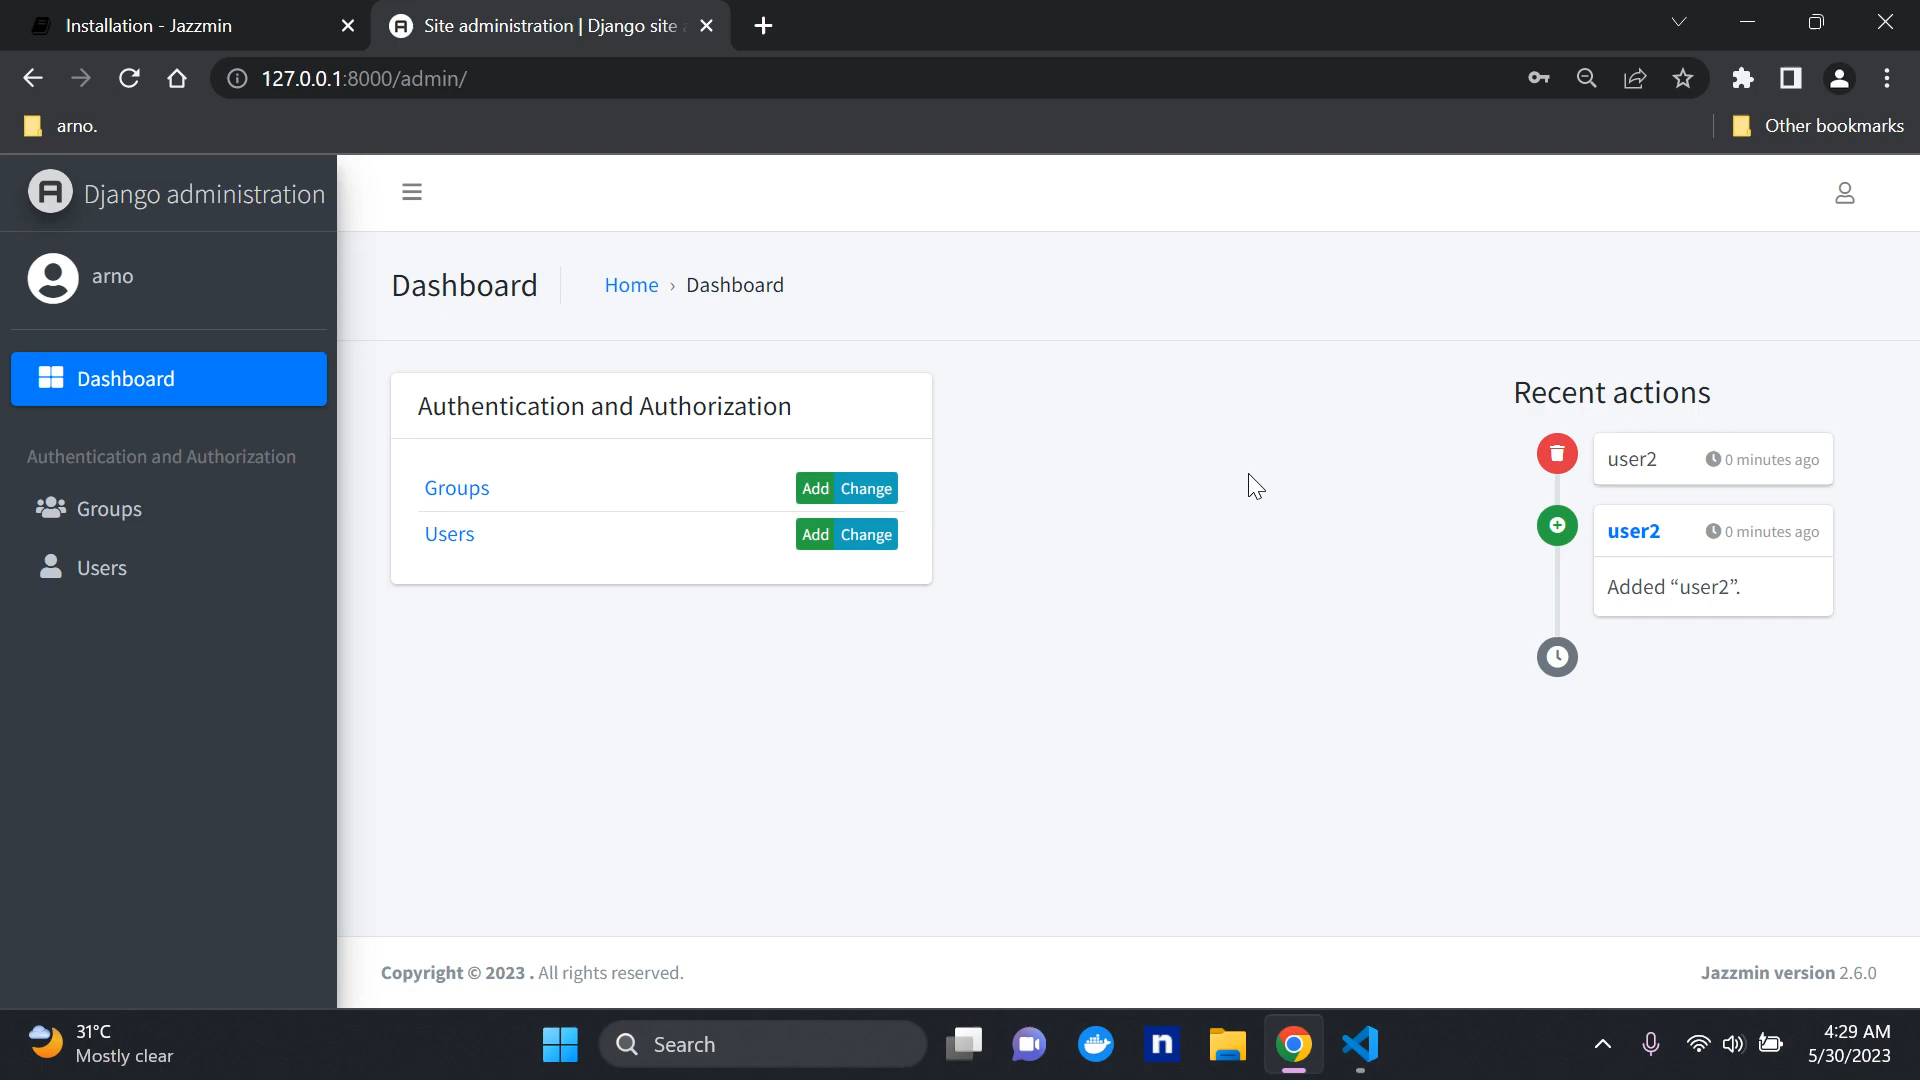 Installation - Jazzmin
Site administration | Django site
127.0.0.1:8000/admin/
arno.
Other bookmarks
Django administration
arno
Dashboard
Home › Dashboard
Dashboard
Authentication and Authorization
Groups
Users
Authentication and Authorization
Groups Add Change
Users Add Change
Recent actions
user2 0 minutes ago
user2 0 minutes ago
Added “user2”.
Copyright © 2023 . All rights reserved.
Jazzmin version 2.6.0
31°C
Mostly clear
Search
4:29 AM
5/30/2023